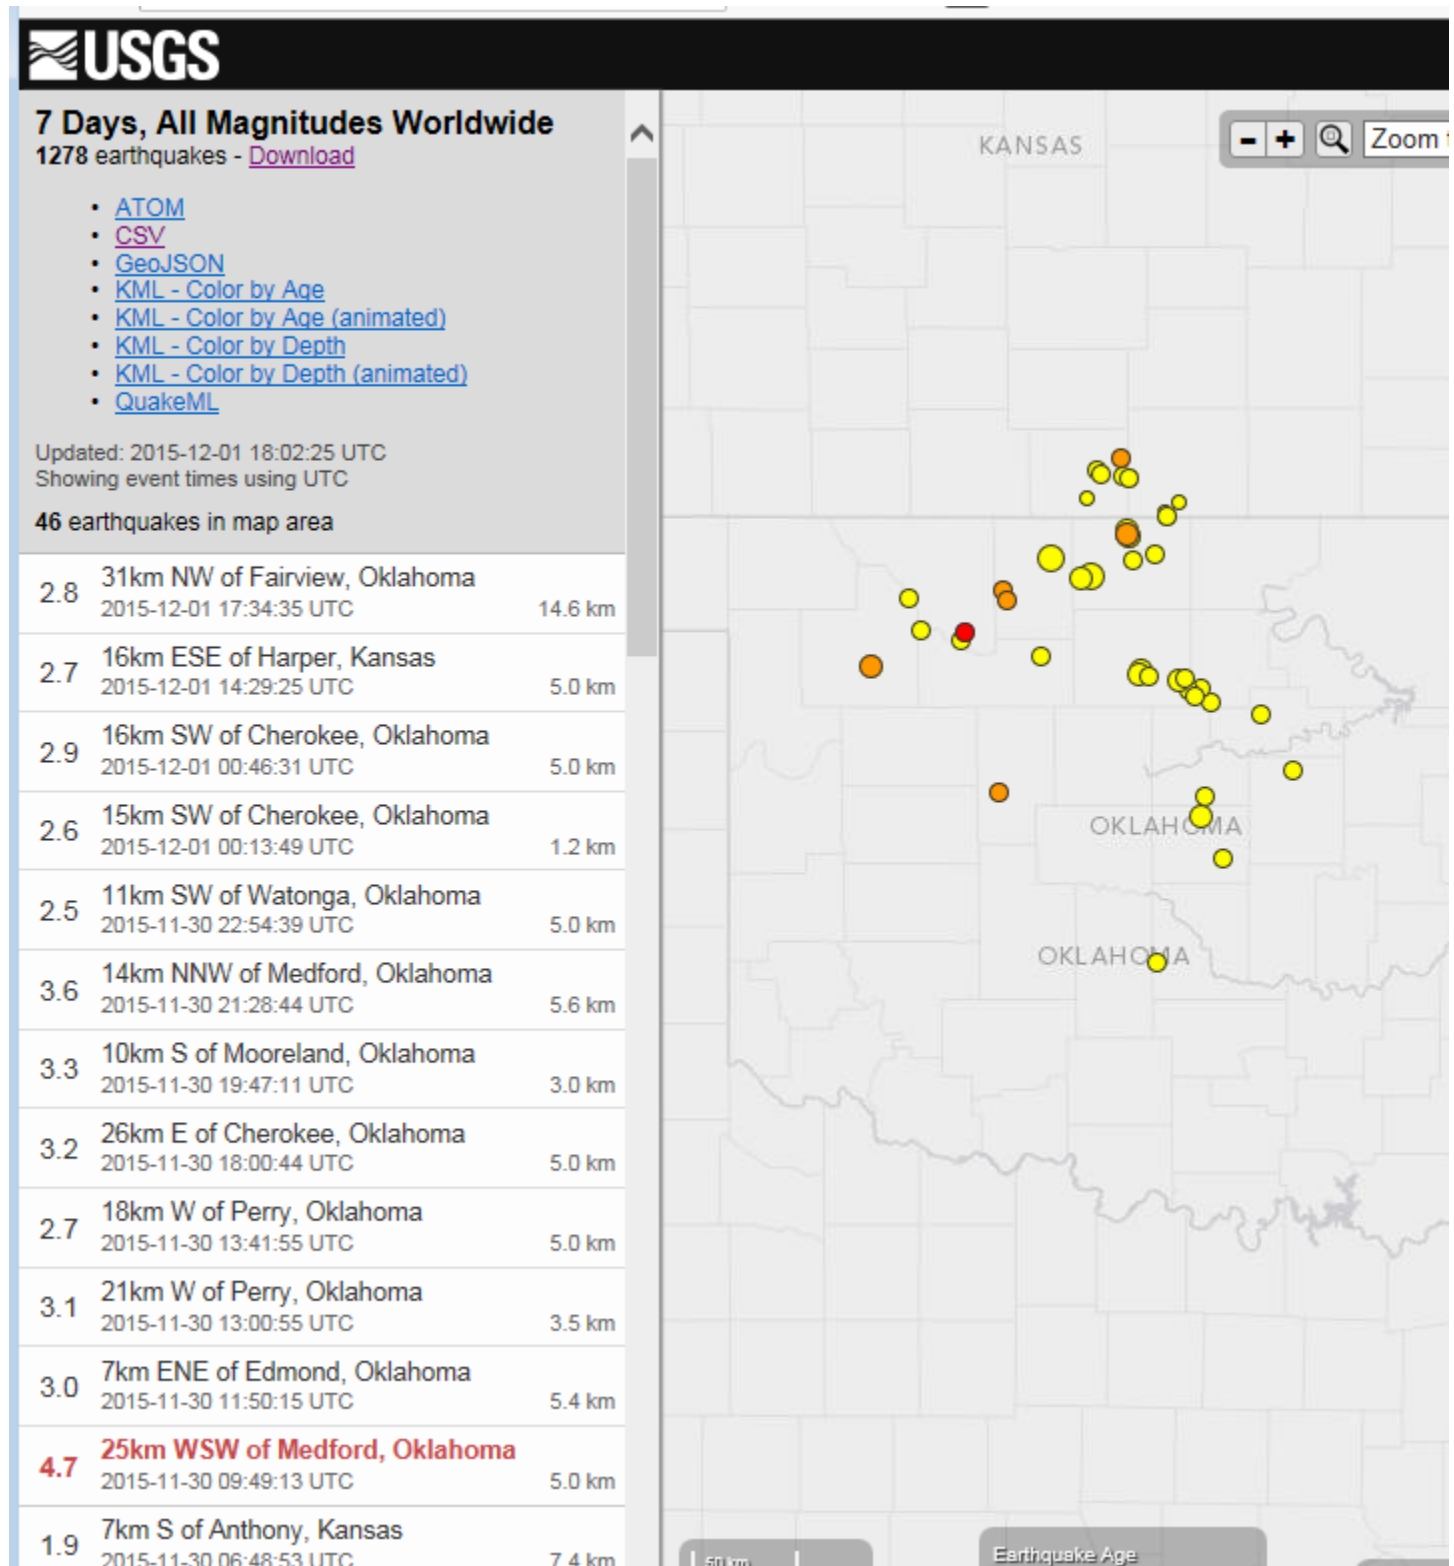 USGS
7 Days, All Magnitudes Worldwide
1278 earthquakes - Download
• ATOM
• CSV
• GeoJSON
• KML - Color by Age
• KML - Color by Age (animated)
• KML - Color by Depth
• KML - Color by Depth (animated)
• QuakeML
Updated: 2015-12-01 18:02:25 UTC
Showing event times using UTC
46 earthquakes in map area
2.8 31km NW of Fairview, Oklahoma
2015-12-01 17:34:35 UTC 14.6 km
2.7 16km ESE of Harper, Kansas
2015-12-01 14:29:25 UTC 5.0 km
2.9 16km SW of Cherokee, Oklahoma
2015-12-01 00:46:31 UTC 5.0 km
2.6 15km SW of Cherokee, Oklahoma
2015-12-01 00:13:49 UTC 1.2 km
2.5 11km SW of Watonga, Oklahoma
2015-11-30 22:54:39 UTC 5.0 km
3.6 14km NNW of Medford, Oklahoma
2015-11-30 21:28:44 UTC 5.6 km
3.3 10km S of Mooreland, Oklahoma
2015-11-30 19:47:11 UTC 3.0 km
3.2 26km E of Cherokee, Oklahoma
2015-11-30 18:00:44 UTC 5.0 km
2.7 18km W of Perry, Oklahoma
2015-11-30 13:41:55 UTC 5.0 km
3.1 21km W of Perry, Oklahoma
2015-11-30 13:00:55 UTC 3.5 km
3.0 7km ENE of Edmond, Oklahoma
2015-11-30 11:50:15 UTC 5.4 km
4.7 25km WSW of Medford, Oklahoma
2015-11-30 09:49:13 UTC 5.0 km
1.9 7km S of Anthony, Kansas
2015-11-30 06:48:53 UTC 7.4 km
KANSAS
- + Zoom
OKLAHOMA
OKLAHOMA
50 km
Earthquake Age